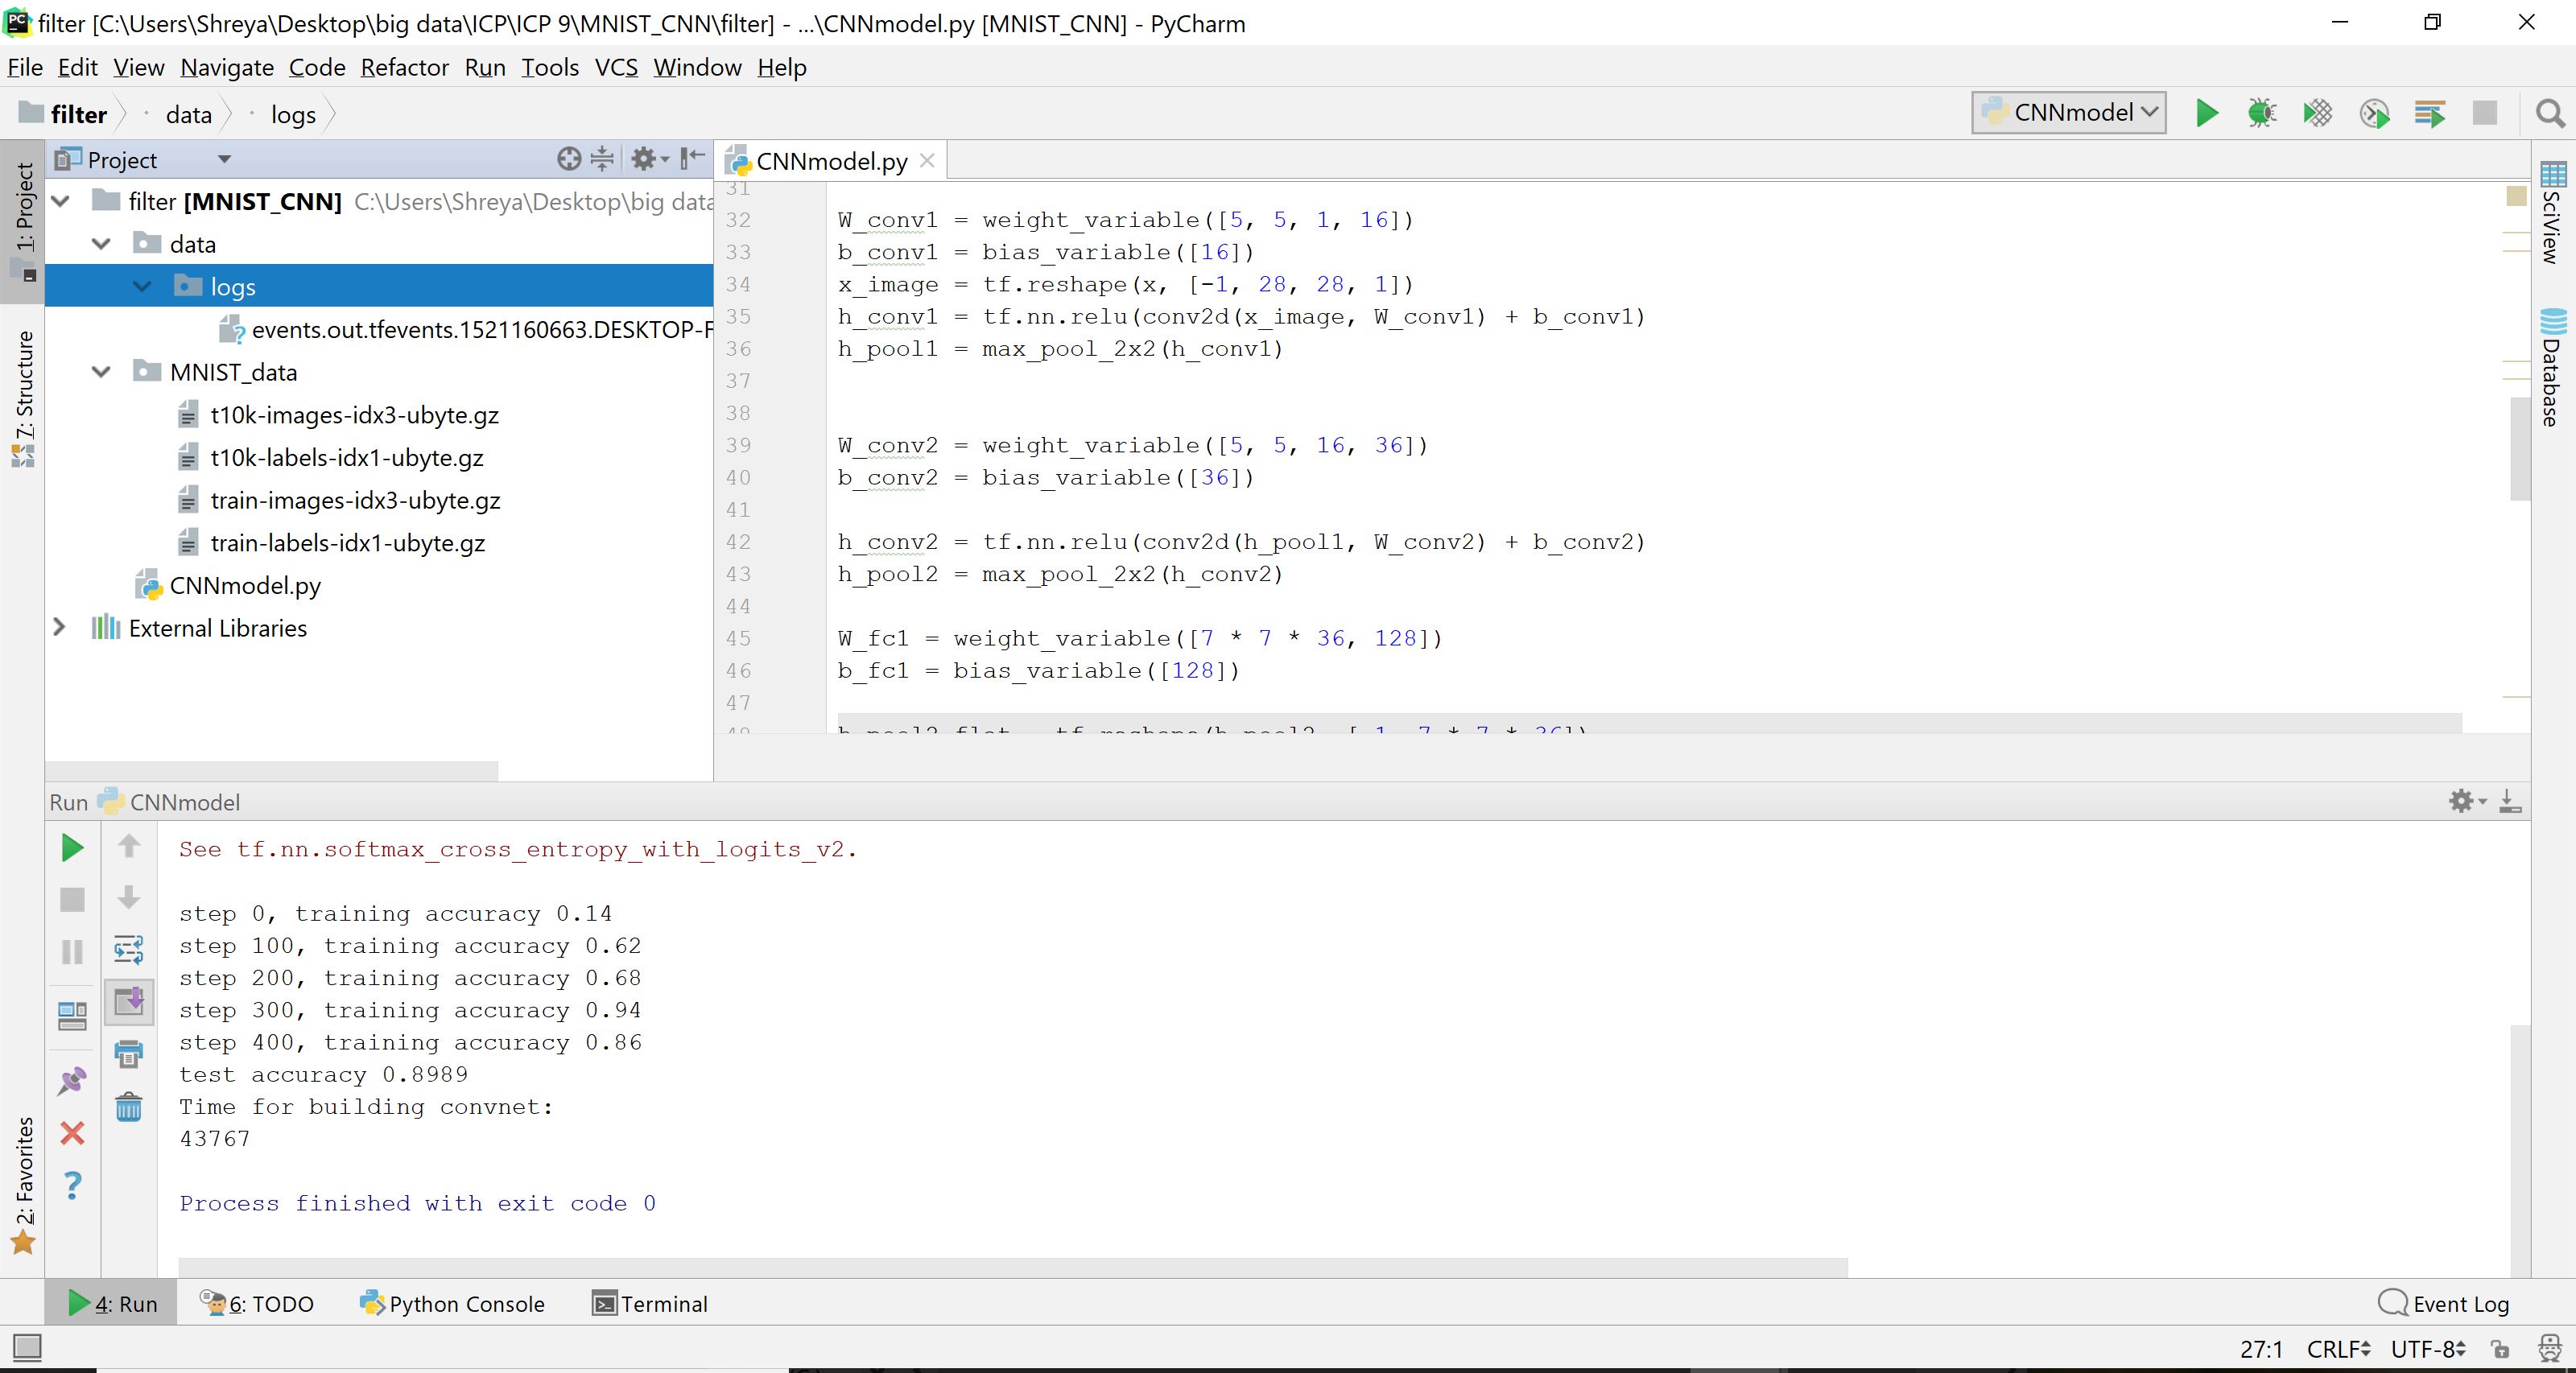 filter [C:\Users\Shreya\Desktop\big data\ICP\ICP 9\MNIST_CNN\filter] - ...\CNNmodel.py [MNIST_CNN] - PyCharm
File Edit View Navigate Code Refactor Run Tools VCS Window Help
filter data logs CNNmodel
1: Project
7: Structure
2: Favorites
Project
filter [MNIST_CNN] C:\Users\Shreya\Desktop\big data
data
logs
events.out.tfevents.1521160663.DESKTOP-F
MNIST_data
t10k-images-idx3-ubyte.gz
t10k-labels-idx1-ubyte.gz
train-images-idx3-ubyte.gz
train-labels-idx1-ubyte.gz
CNNmodel.py
External Libraries
CNNmodel.py
31
32 W_conv1 = weight_variable([5, 5, 1, 16])
33 b_conv1 = bias_variable([16])
34 x_image = tf.reshape(x, [-1, 28, 28, 1])
35 h_conv1 = tf.nn.relu(conv2d(x_image, W_conv1) + b_conv1)
36 h_pool1 = max_pool_2x2(h_conv1)
37
38
39 W_conv2 = weight_variable([5, 5, 16, 36])
40 b_conv2 = bias_variable([36])
41
42 h_conv2 = tf.nn.relu(conv2d(h_pool1, W_conv2) + b_conv2)
43 h_pool2 = max_pool_2x2(h_conv2)
44
45 W_fc1 = weight_variable([7 * 7 * 36, 128])
46 b_fc1 = bias_variable([128])
47
48 h_pool2_flat = tf.reshape(h_pool2, [-1, 7 * 7 * 36])
SciView
Database
Run CNNmodel
See tf.nn.softmax_cross_entropy_with_logits_v2.
step 0, training accuracy 0.14
step 100, training accuracy 0.62
step 200, training accuracy 0.68
step 300, training accuracy 0.94
step 400, training accuracy 0.86
test accuracy 0.8989
Time for building convnet:
43767
Process finished with exit code 0
4: Run 6: TODO Python Console Terminal Event Log
27:1 CRLF UTF-8